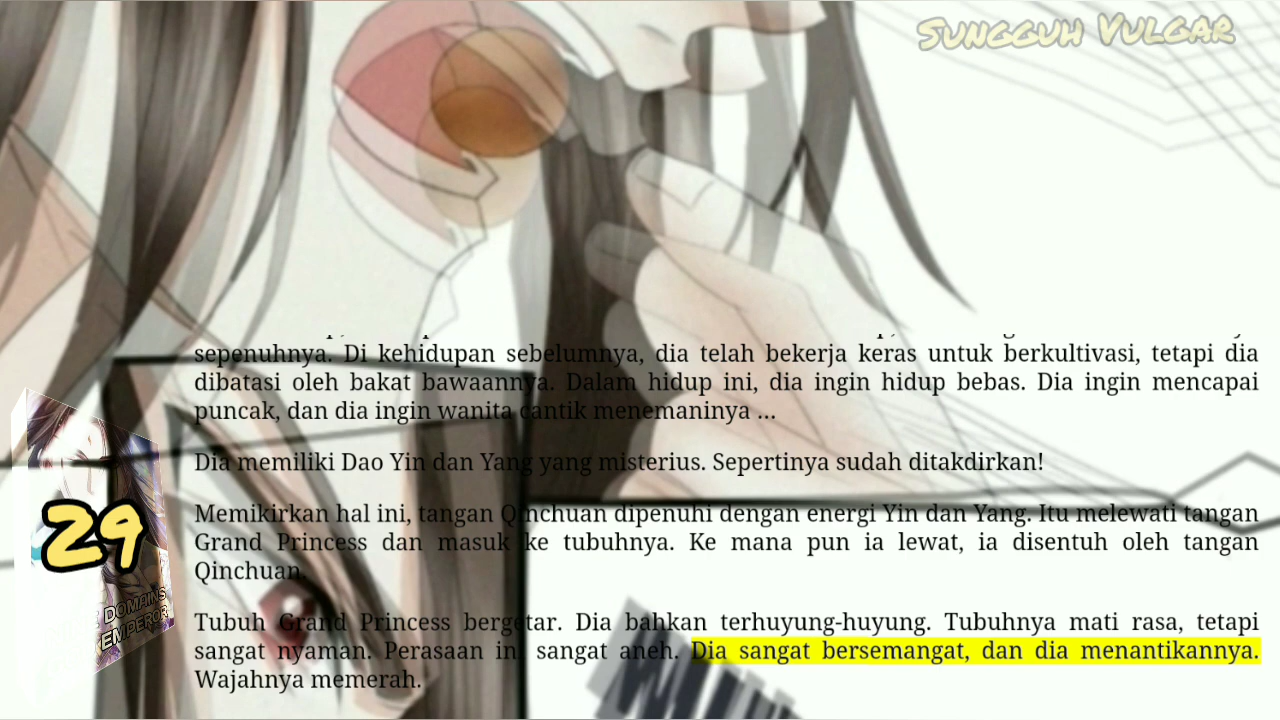 Sungguh Vulgar
sepenuhnya. Di kehidupan sebelumnya, dia telah bekerja keras untuk berkultivasi, tetapi dia
dibatasi oleh bakat bawaannya. Dalam hidup ini, dia ingin hidup bebas. Dia ingin mencapai
puncak, dan dia ingin wanita cantik menemaninya ...
Dia memiliki Dao Yin dan Yang yang misterius. Sepertinya sudah ditakdirkan!
Memikirkan hal ini, tangan Qinchuan dipenuhi dengan energi Yin dan Yang. Itu melewati tangan
Grand Princess dan masuk ke tubuhnya. Ke mana pun ia lewat, ia disentuh oleh tangan
Qinchuan.
Tubuh Grand Princess bergetar. Dia bahkan terhuyung-huyung. Tubuhnya mati rasa, tetapi
sangat nyaman. Perasaan ini sangat aneh. Dia sangat bersemangat, dan dia menantikannya.
Wajahnya memerah.
29
DOMAINS
EMPEROR